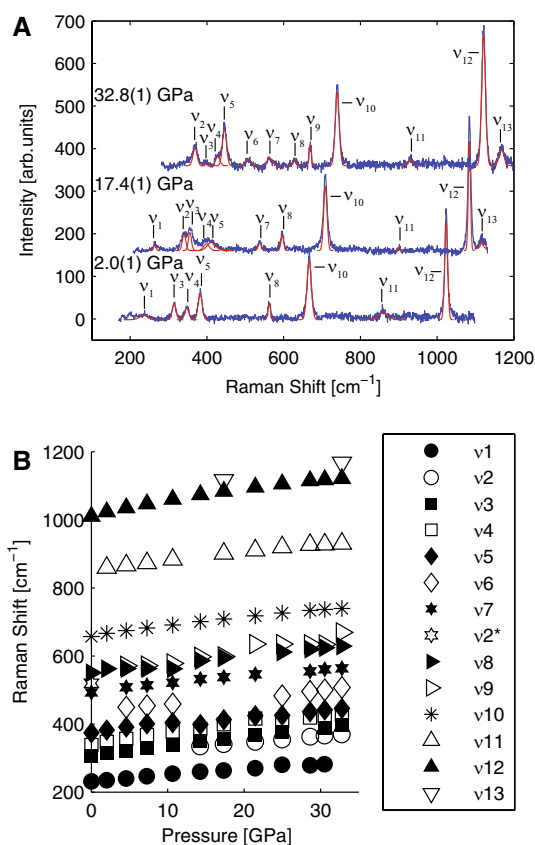 A
700
600
500
400
300
200
100
0
Intensity [arb.units]
32.8(1) GPa
ν2
ν3
ν4
ν5
ν6
ν7
ν8
ν9
ν10
ν11
ν12
ν13
17.4(1) GPa
ν1
ν2
ν3
ν4
ν5
ν7
ν8
ν10
ν11
ν12
ν13
2.0(1) GPa
ν1
ν3
ν4
ν5
ν8
ν10
ν11
ν12
200 400 600 800 1000 1200
Raman Shift [cm⁻¹]
B
1200
1000
800
600
400
200
Raman Shift [cm⁻¹]
0 10 20 30
Pressure [GPa]
ν1
ν2
ν3
ν4
ν5
ν6
ν7
ν2*
ν8
ν9
ν10
ν11
ν12
ν13